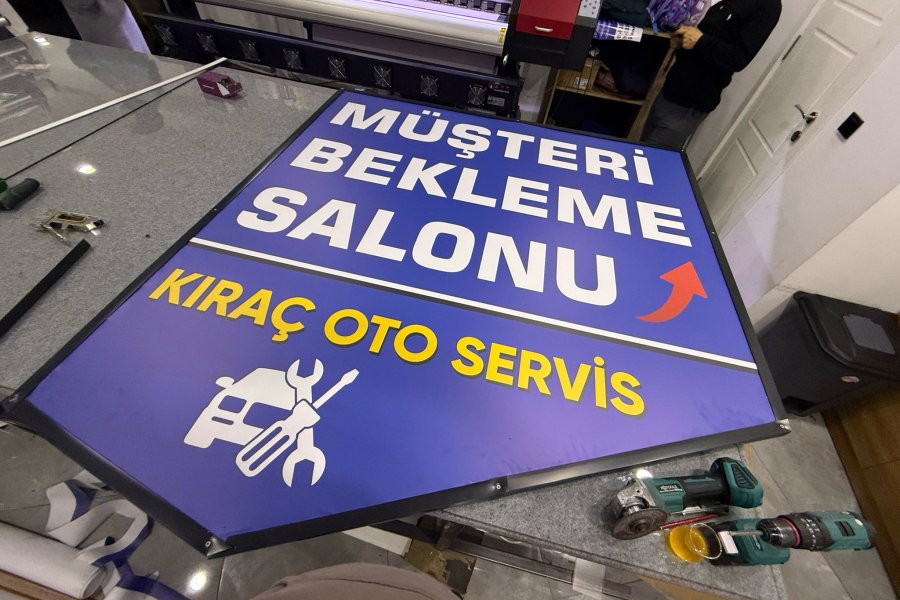 MÜŞTERİ
BEKLEME
SALONU
KIRAÇ OTO SERVİS